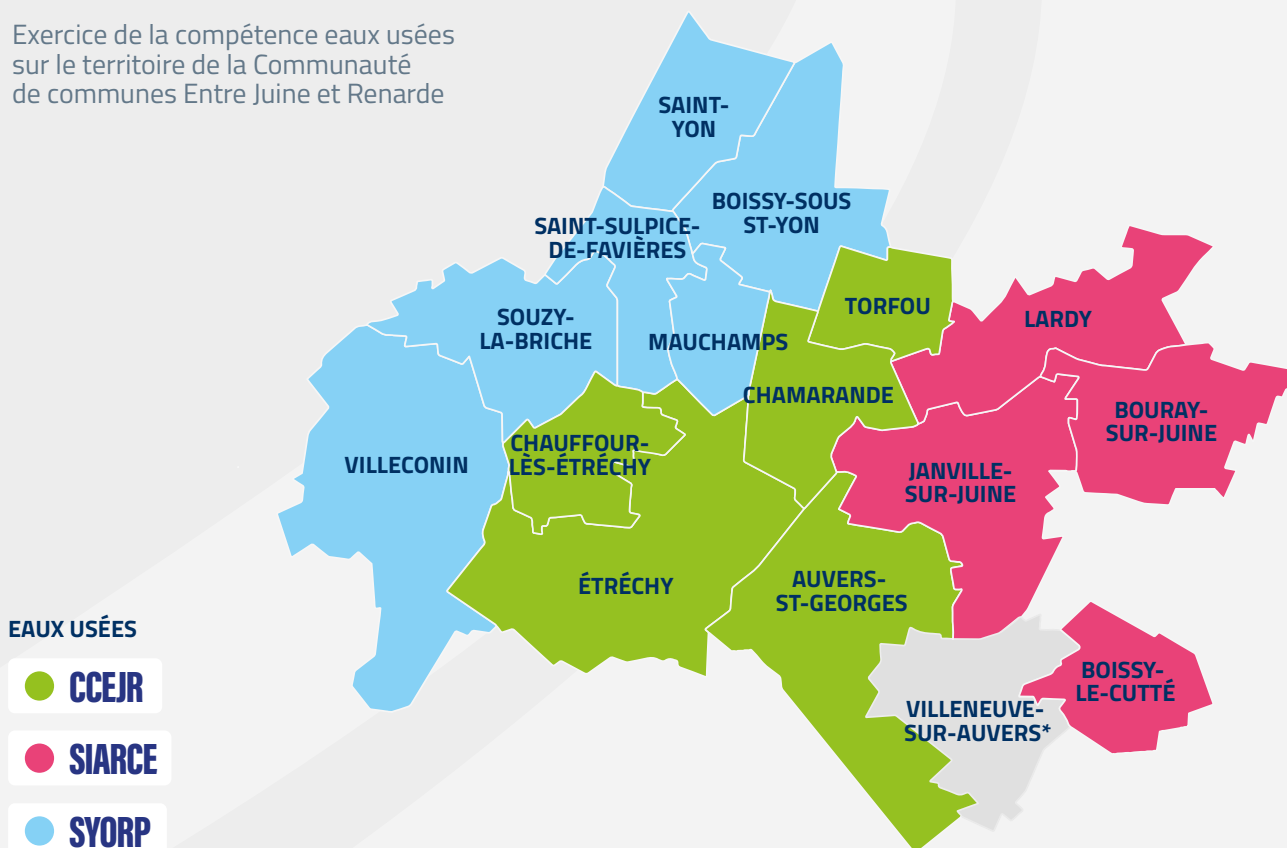 Exercice de la compétence eaux usées
sur le territoire de la Communauté
de communes Entre Juine et Renarde
SAINT-
YON
BOISSY-SOUS
ST-YON
SAINT-SULPICE-
DE-FAVIÈRES
TORFOU
LARDY
SOUZY-
LA-BRICHE
MAUCHAMPS
CHAMARANDE
BOURAY-
SUR-JUINE
CHAUFFOUR-
LÈS-ÉTRÉCHY
VILLECONIN
JANVILLE-
SUR-JUINE
ÉTRÉCHY
AUVERS-
ST-GEORGES
BOISSY-
LE-CUTTÉ
VILLENEUVE-
SUR-AUVERS*
EAUX USÉES
CCEJR
SIARCE
SYORP